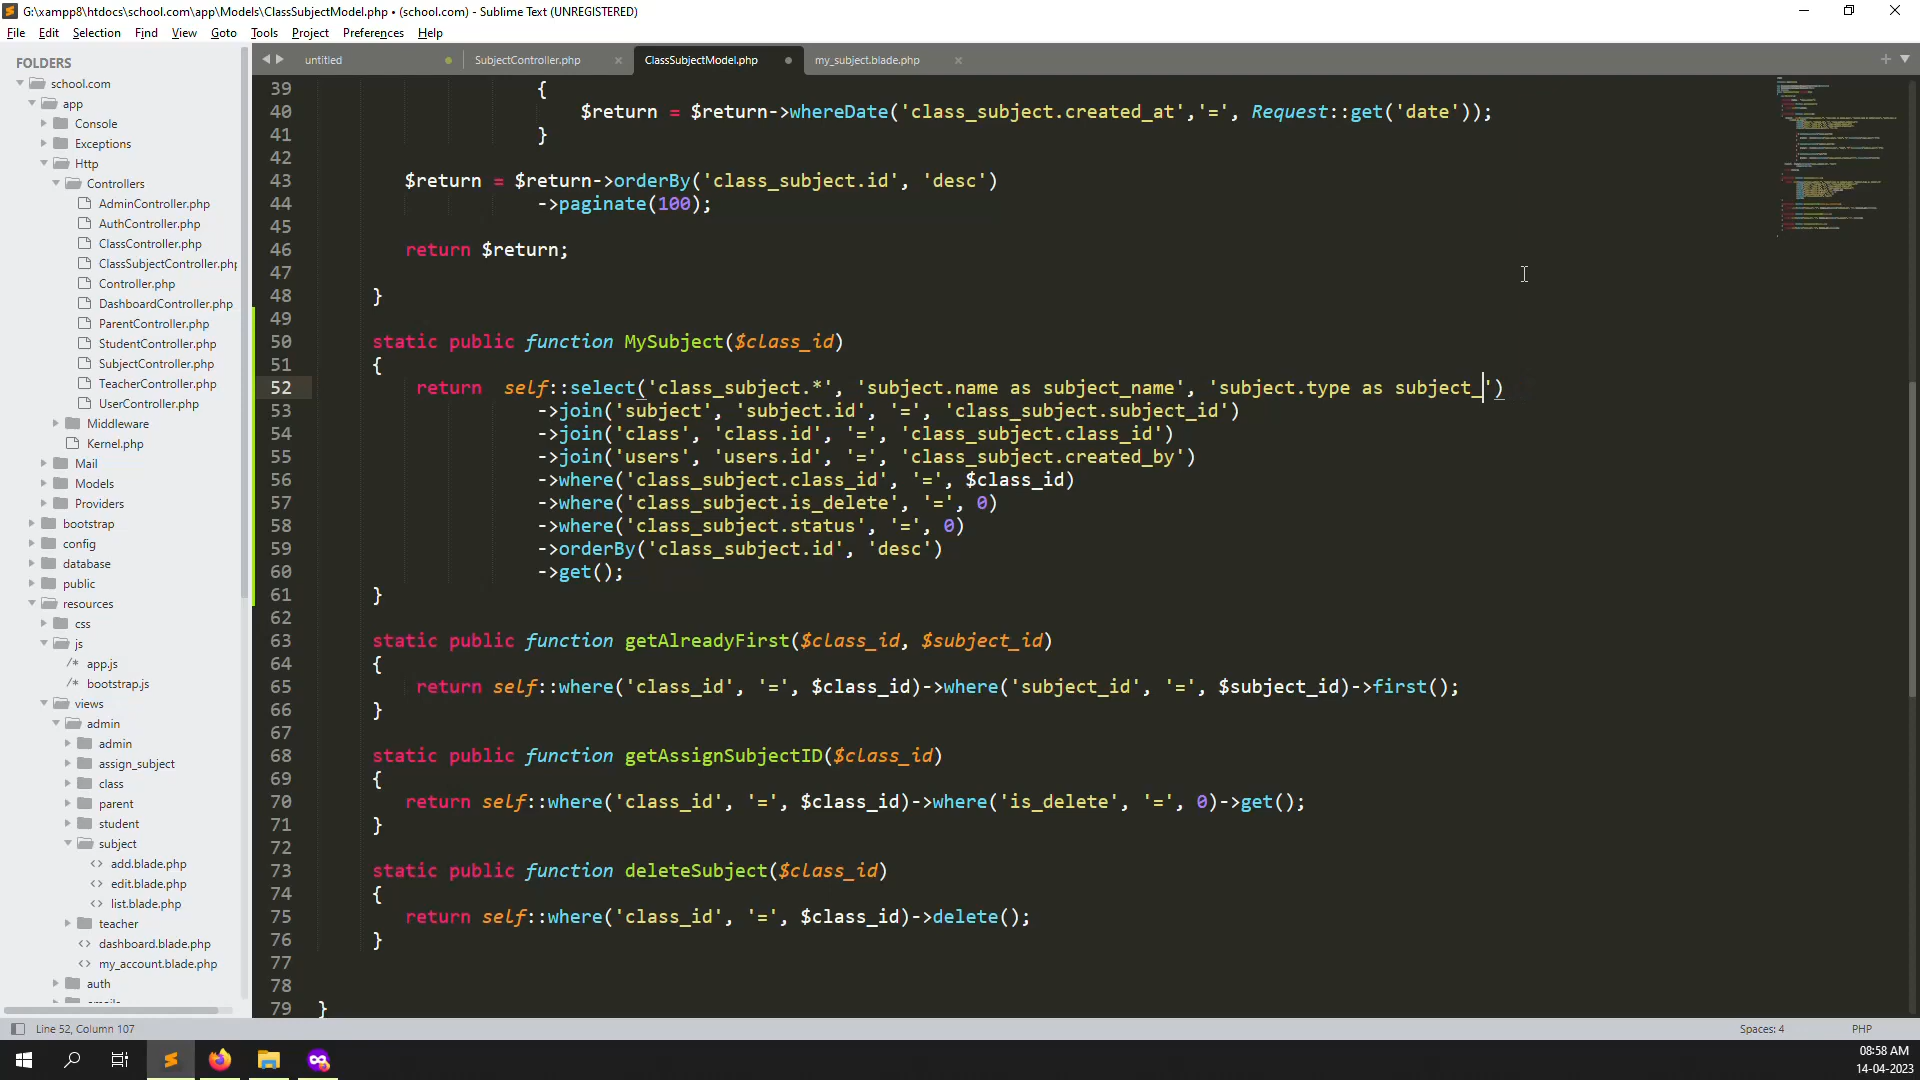 G:\xampp8\htdocs\school.com\app\Models\ClassSubjectModel.php • (school.com) - Sublime Text (UNREGISTERED)
File Edit Selection Find View Goto Tools Project Preferences Help
FOLDERS
school.com
app
Console
Exceptions
Http
Controllers
AdminController.php
AuthController.php
ClassController.php
ClassSubjectController.php
Controller.php
DashboardController.php
ParentController.php
StudentController.php
SubjectController.php
TeacherController.php
UserController.php
Middleware
Kernel.php
Mail
Models
Providers
bootstrap
config
database
public
resources
css
js
/* app.js
/* bootstrap.js
views
admin
admin
assign_subject
class
parent
student
subject
<> add.blade.php
<> edit.blade.php
<> list.blade.php
teacher
<> dashboard.blade.php
<> my_account.blade.php
auth
untitled SubjectController.php ClassSubjectModel.php my_subject.blade.php
39 {
40 $return = $return->whereDate('class_subject.created_at','=', Request::get('date'));
41 }
42
43 $return = $return->orderBy('class_subject.id', 'desc')
44 ->paginate(100);
45
46 return $return;
47
48 }
49
50 static public function MySubject($class_id)
51 {
52 return self::select('class_subject.*', 'subject.name as subject_name', 'subject.type as subject_')
53 ->join('subject', 'subject.id', '=', 'class_subject.subject_id')
54 ->join('class', 'class.id', '=', 'class_subject.class_id')
55 ->join('users', 'users.id', '=', 'class_subject.created_by')
56 ->where('class_subject.class_id', '=', $class_id)
57 ->where('class_subject.is_delete', '=', 0)
58 ->where('class_subject.status', '=', 0)
59 ->orderBy('class_subject.id', 'desc')
60 ->get();
61 }
62
63 static public function getAlreadyFirst($class_id, $subject_id)
64 {
65 return self::where('class_id', '=', $class_id)->where('subject_id', '=', $subject_id)->first();
66 }
67
68 static public function getAssignSubjectID($class_id)
69 {
70 return self::where('class_id', '=', $class_id)->where('is_delete', '=', 0)->get();
71 }
72
73 static public function deleteSubject($class_id)
74 {
75 return self::where('class_id', '=', $class_id)->delete();
76 }
77
78
79 }
Line 52, Column 107 Spaces: 4 PHP
08:58 AM
14-04-2023